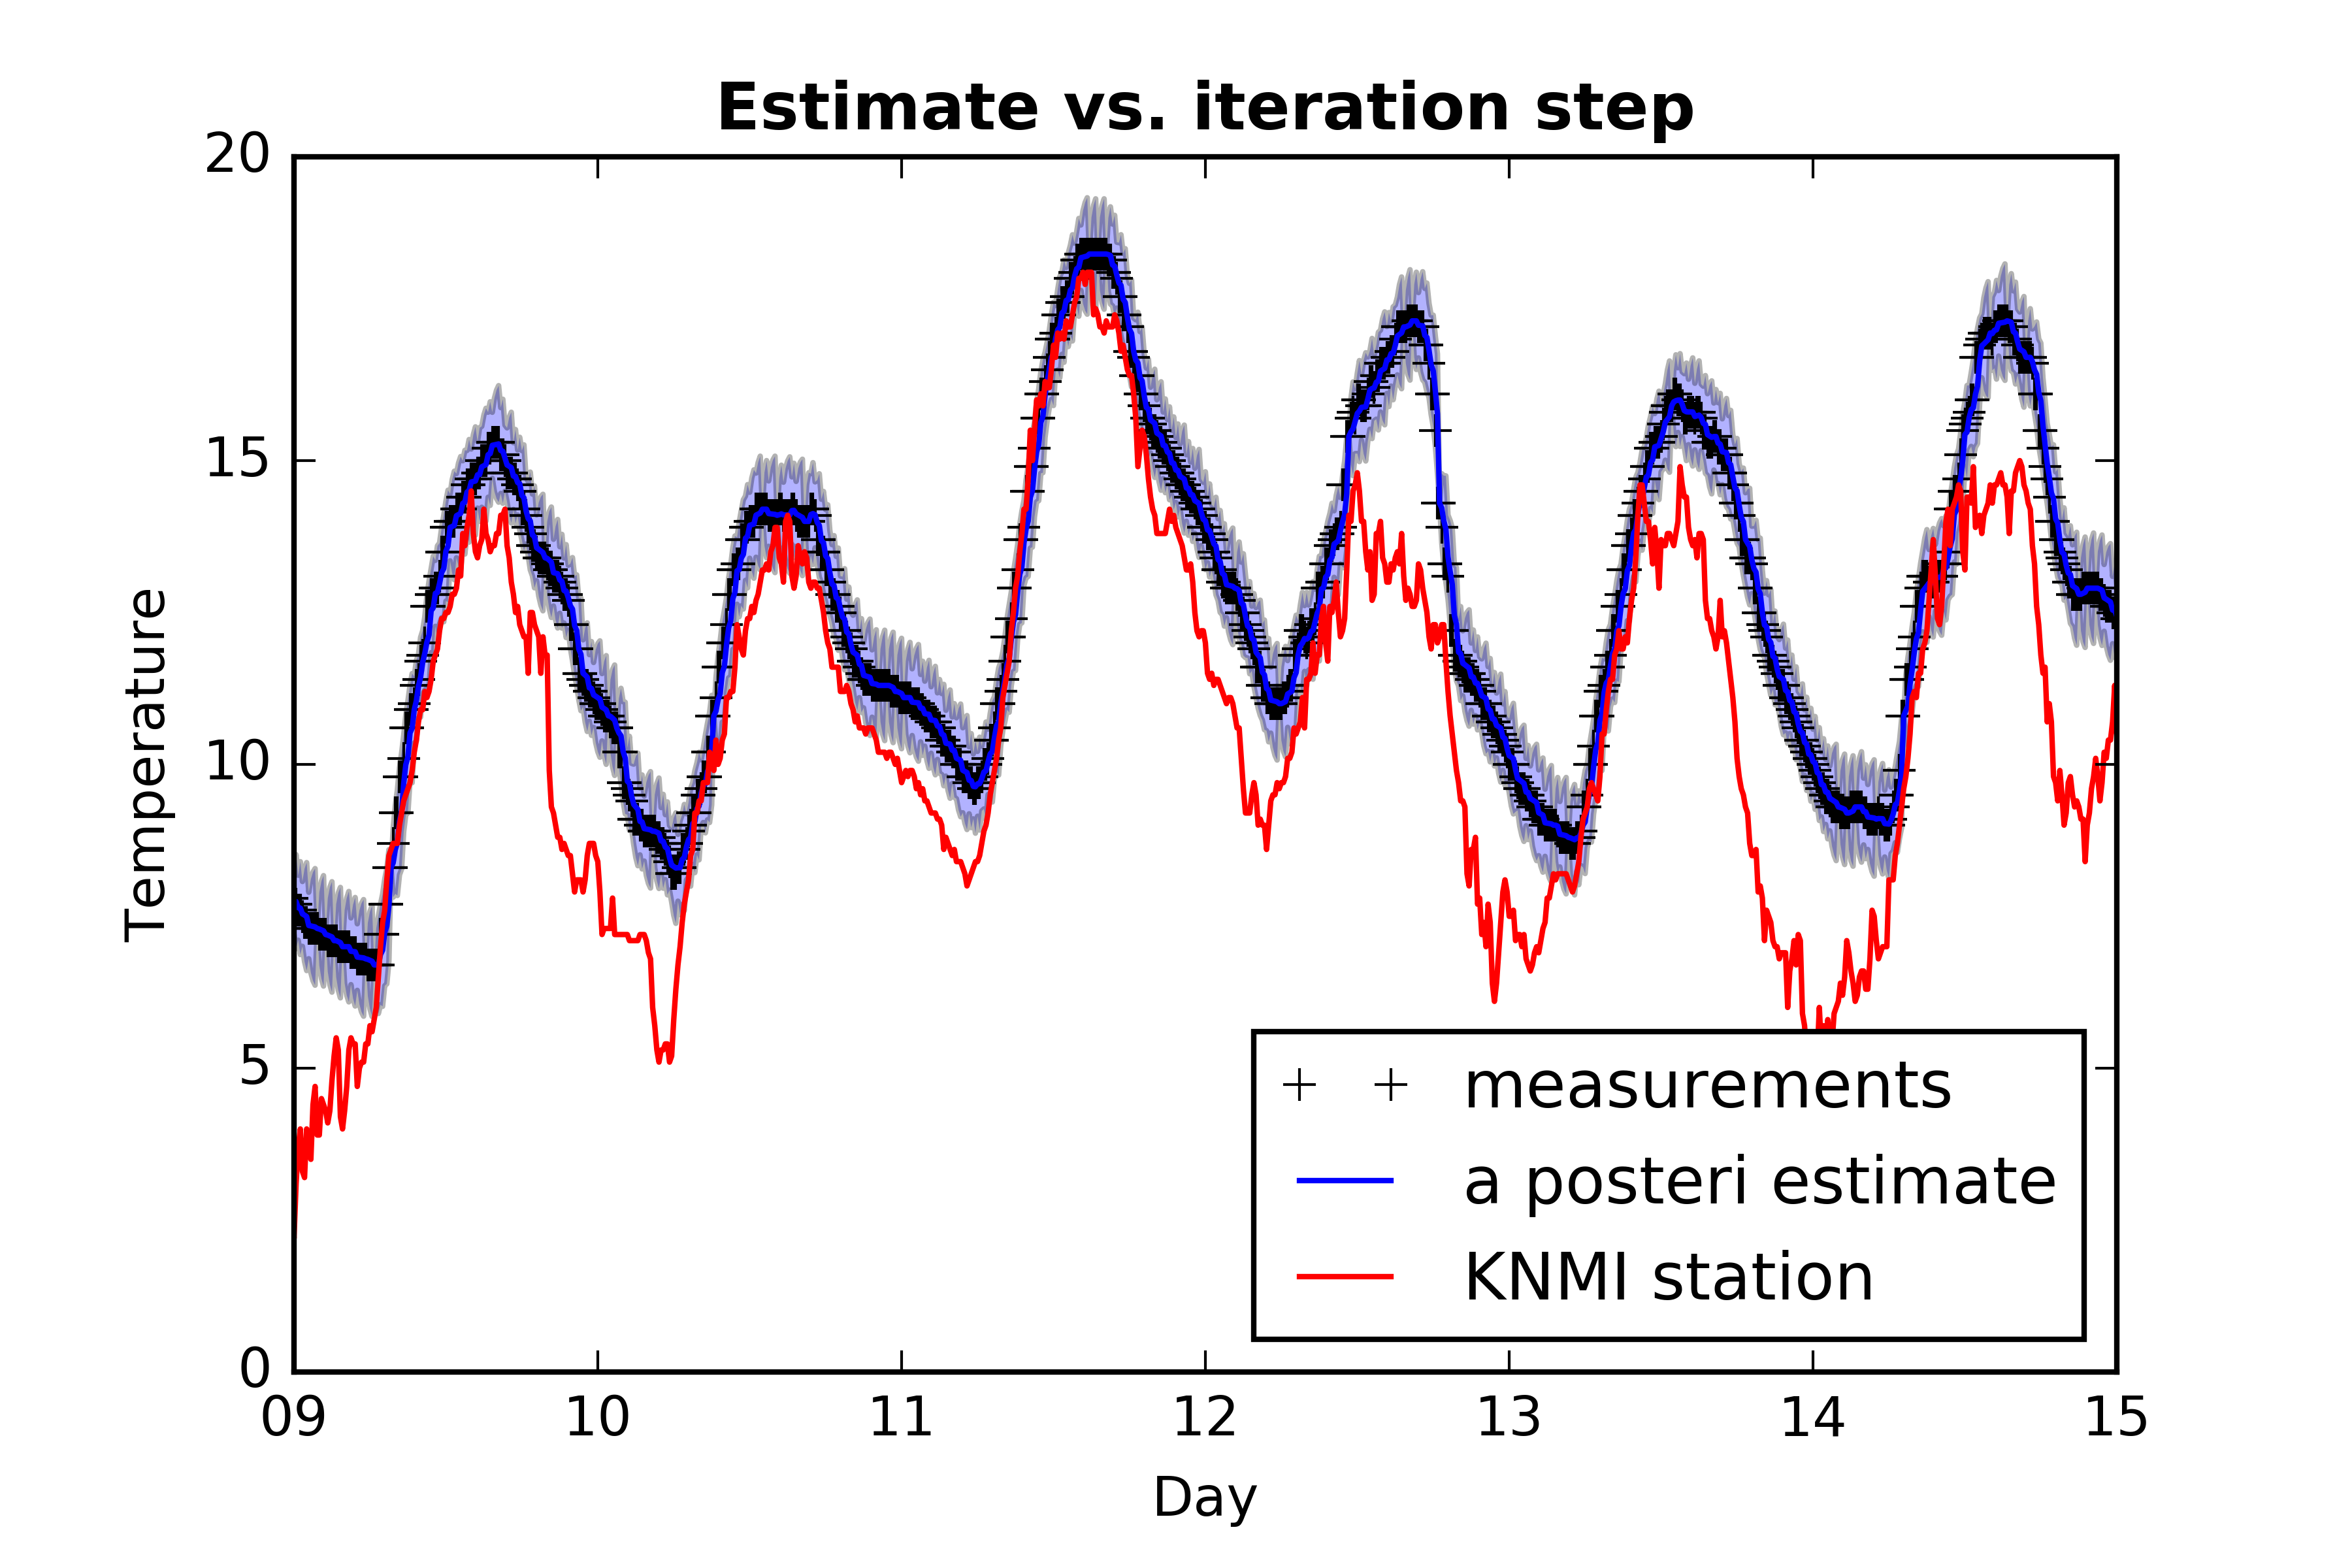 Estimate vs. iteration step
20
15
10
5
0
Temperature
measurements
a posteri estimate
KNMI station
09 10 11 12 13 14 15
Day